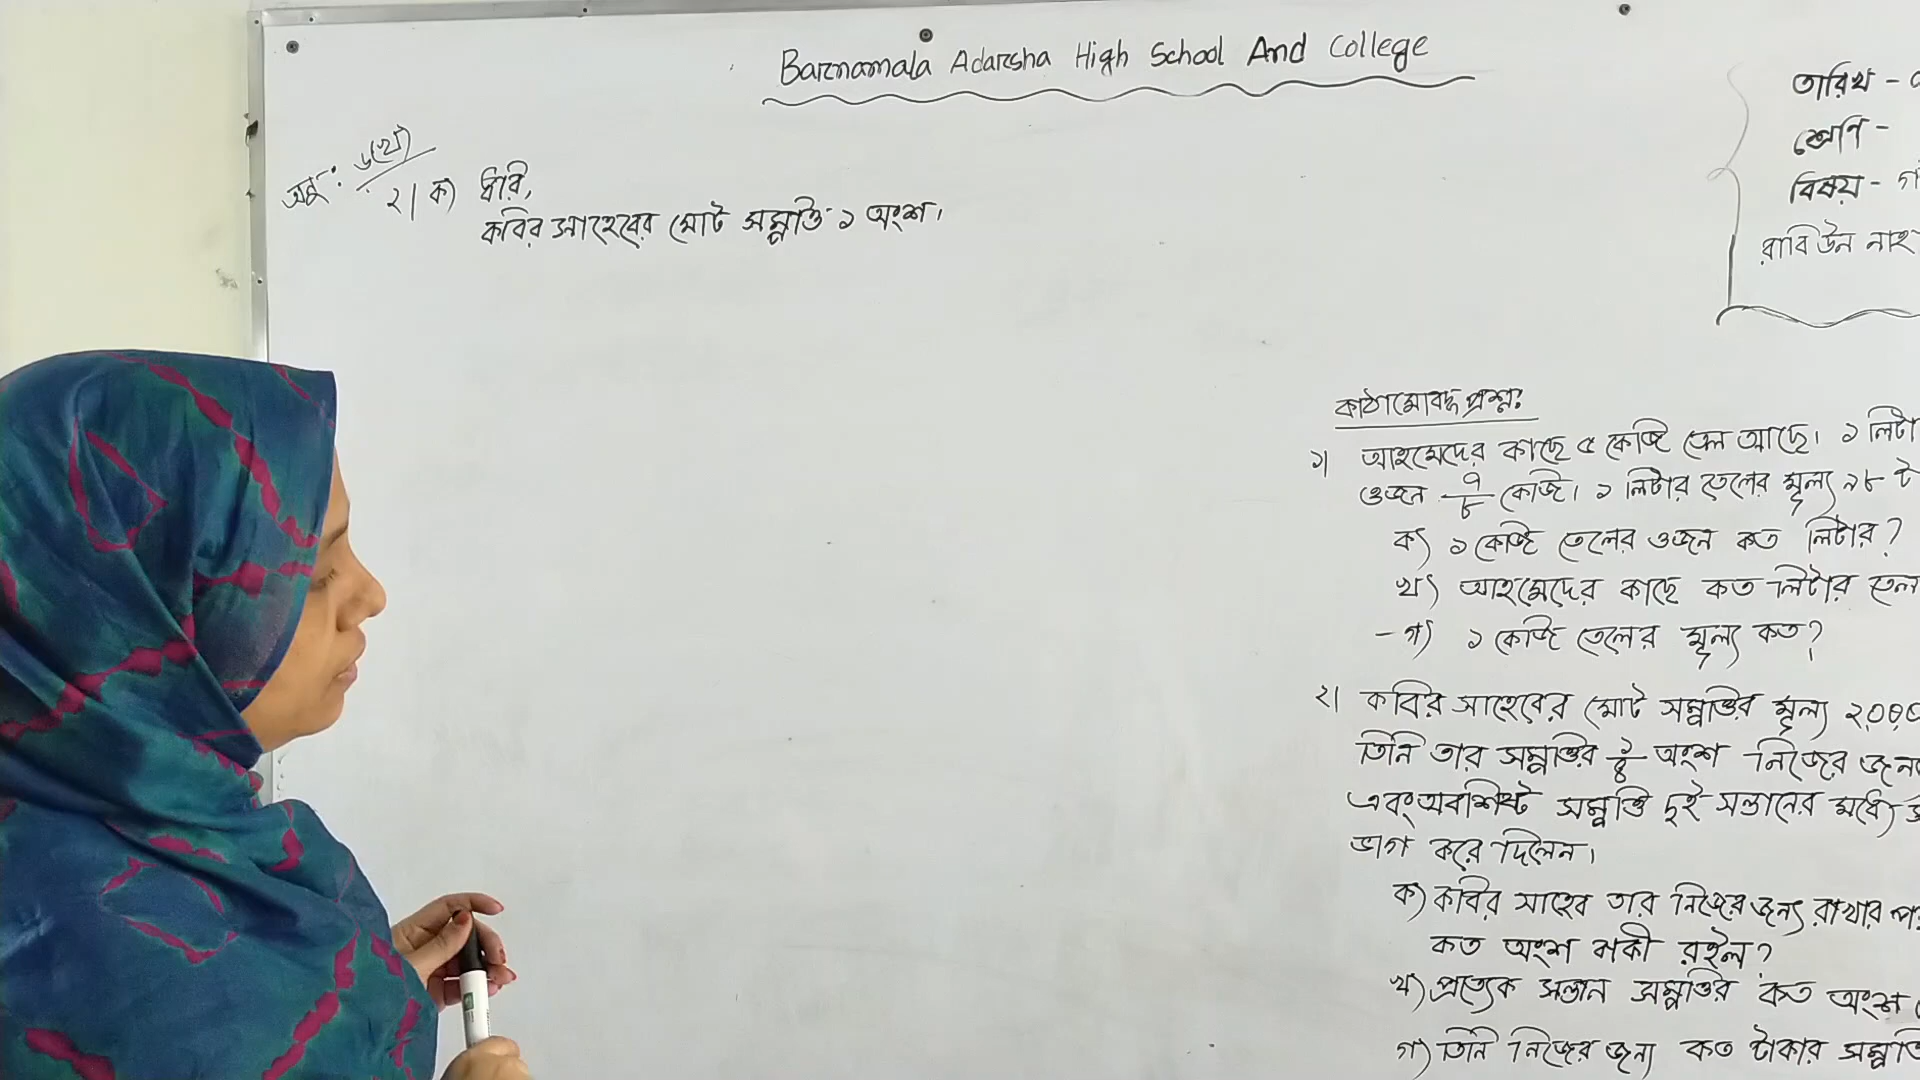 Barnamala Adarsha High School And College
তারিখ -
শ্রেণি -
বিষয় -
রাবিউন নাহ
অনু: ৬(খ)
২। ক) ধরি,
কবির সাহেবের মোট সম্পত্তি ১ অংশ।
কাঠামোবদ্ধ প্রশ্ন:
১। আহমেদের কাছে ৫ কেজি তেল আছে। ১ লিটা
ওজন ৭/৮ কেজি। ১ লিটার তেলের মূল্য ৯৮ ট
ক) ১ কেজি তেলের ওজন কত লিটার?
খ) আহমেদের কাছে কত লিটার তেল
গ) ১ কেজি তেলের মূল্য কত?
২। কবির সাহেবের মোট সম্পত্তির মূল্য ২০০০
তিনি তার সম্পত্তির ১/৪ অংশ নিজের জন্য
এবং অবশিষ্ট সম্পত্তি দুই সন্তানের মধ্যে
ভাগ করে দিলেন।
ক) কবির সাহেব তার নিজের জন্য রাখার পর
কত অংশ বাকী রইল?
খ) প্রত্যেক সন্তান সম্পত্তির কত অংশ
গ) তিনি নিজের জন্য কত টাকার সম্পত্তি